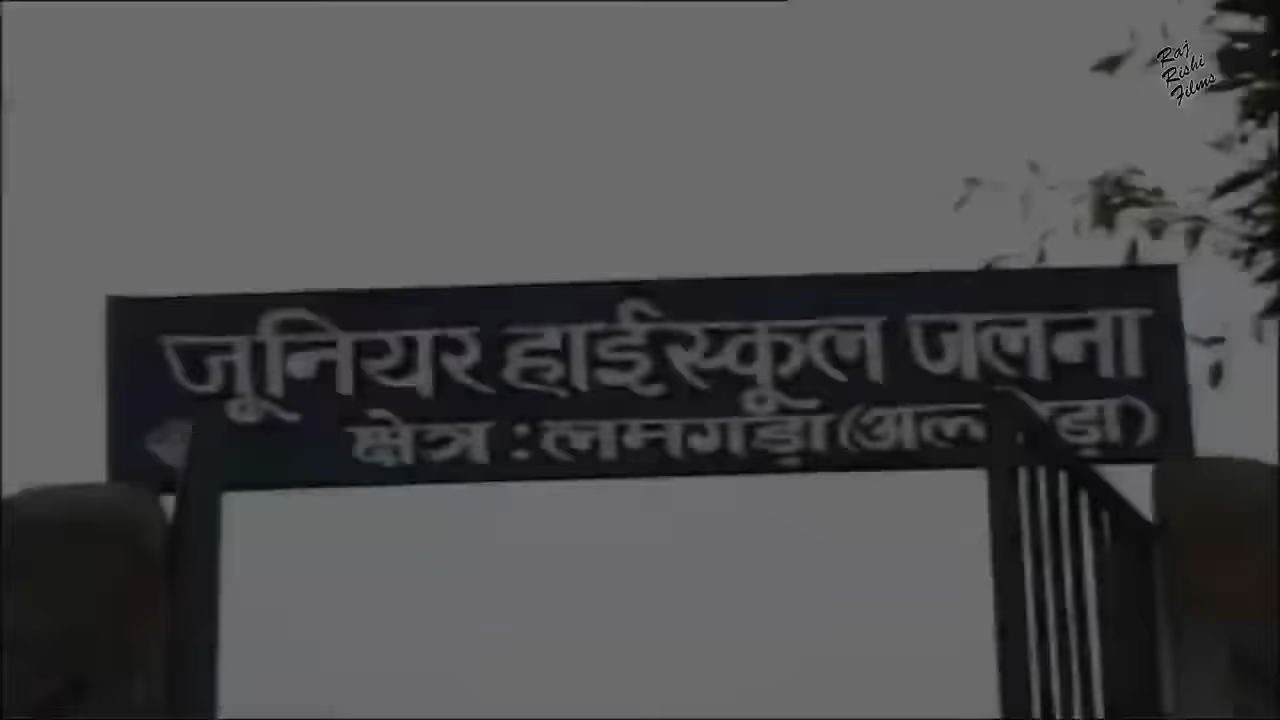 Raj
Rishi
Films
जूनियर हाईस्कूल जलना
क्षेत्र : लमगड़ा